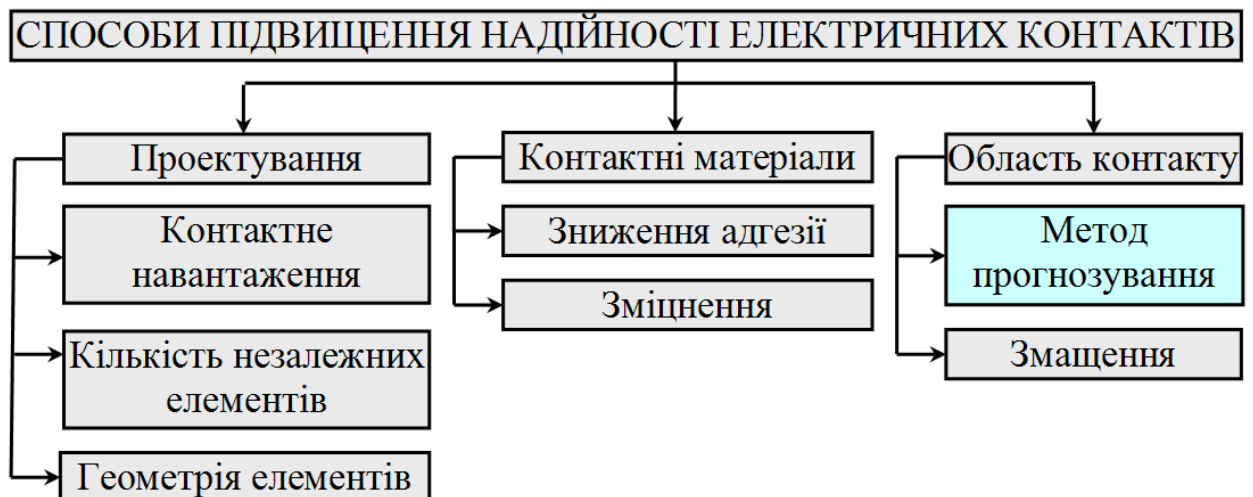 СПОСОБИ ПІДВИЩЕННЯ НАДІЙНОСТІ ЕЛЕКТРИЧНИХ КОНТАКТІВ
Проектування
Контактне
навантаження
Кількість незалежних
елементів
Геометрія елементів
Контактні матеріали
Зниження адгезії
Зміцнення
Область контакту
Метод
прогнозування
Змащення